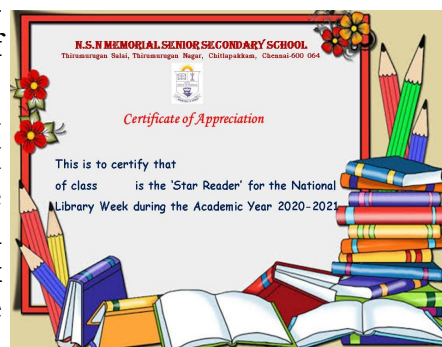 N.S.N MEMORIAL SENIOR SECONDARY SCHOOL
Thirumurugan Salai, Thirumurugan Nagar, Chitlapakkam, Chennai-600 064
Certificate of Appreciation
This is to certify that
of class is the ‘Star Reader’ for the National
Library Week during the Academic Year 2020-2021